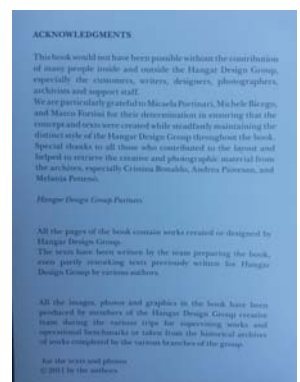 ACKNOWLEDGMENTS
This book would not have been possible without the contribution
of many people inside and outside the Hangar Design Group,
especially the customers, writers, designers, photographers,
archivists and support staff.
We are particularly grateful to Micaela Michele
and Marco for their determination in ensuring that the
concept and texts were created while steadfastly maintaining the
distinct style of the Hangar Design Group throughout the book.
Special thanks to all those who contributed to the layout and
helped to retrieve the creative and photographic material from
the archives, especially Cristina Andrea and
Melania
Hangar Design Group
All the pages of the book contain works created or designed by
Hangar Design Group.
The texts have been written by the team preparing the book,
even partly reworking texts previously written for Hangar
Design Group by various authors.
All the images, photos and graphics in the book have been
produced by members of the Hangar Design Group creative
team during the various trips for supervising works and
operational benchmarks or taken from the historical archives
of works completed by the various branches of the group.
for the texts and photos
© 2011 by the authors